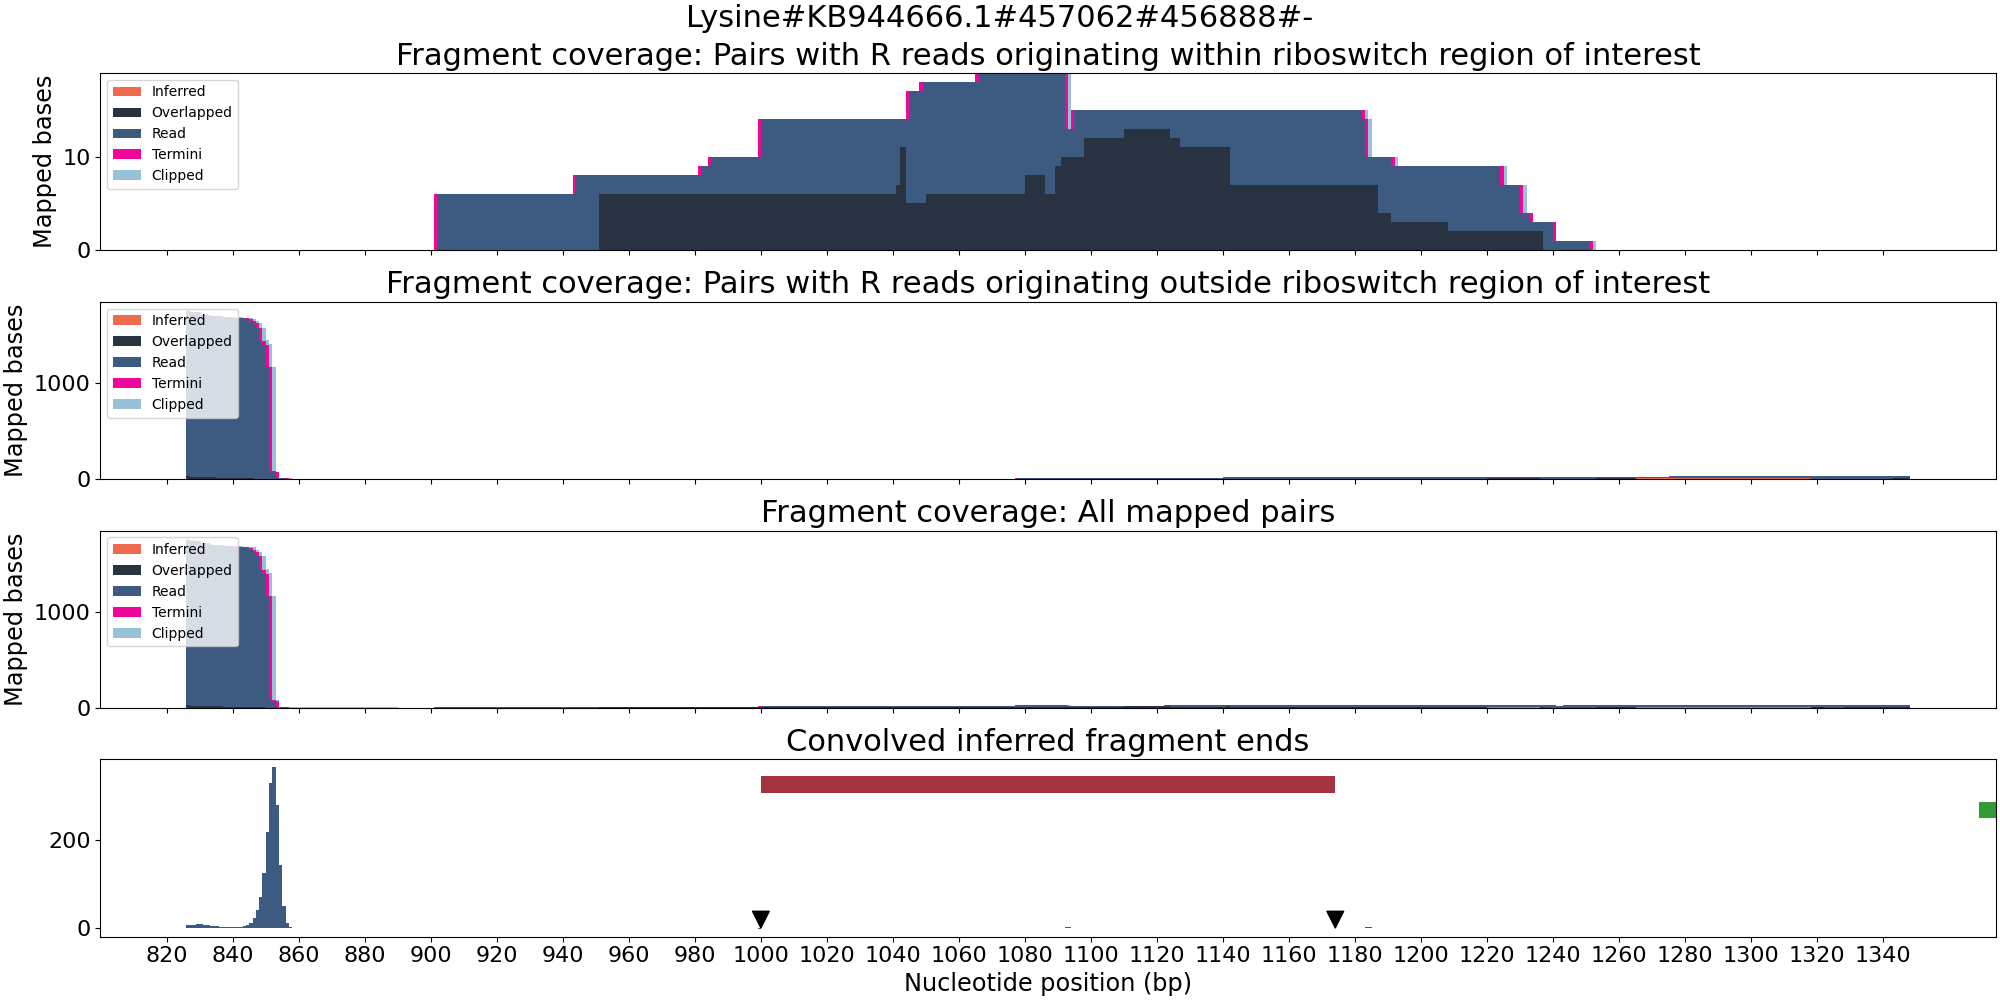 Lysine#KB944666.1#457062#456888#-
Fragment coverage: Pairs with R reads originating within riboswitch region of interest
Mapped bases
10
0
Inferred
Overlapped
Read
Termini
Clipped
Fragment coverage: Pairs with R reads originating outside riboswitch region of interest
Mapped bases
1000
0
Inferred
Overlapped
Read
Termini
Clipped
Fragment coverage: All mapped pairs
Mapped bases
1000
0
Inferred
Overlapped
Read
Termini
Clipped
Convolved inferred fragment ends
200
0
820 840 860 880 900 920 940 960 980 1000 1020 1040 1060 1080 1100 1120 1140 1160 1180 1200 1220 1240 1260 1280 1300 1320 1340
Nucleotide position (bp)